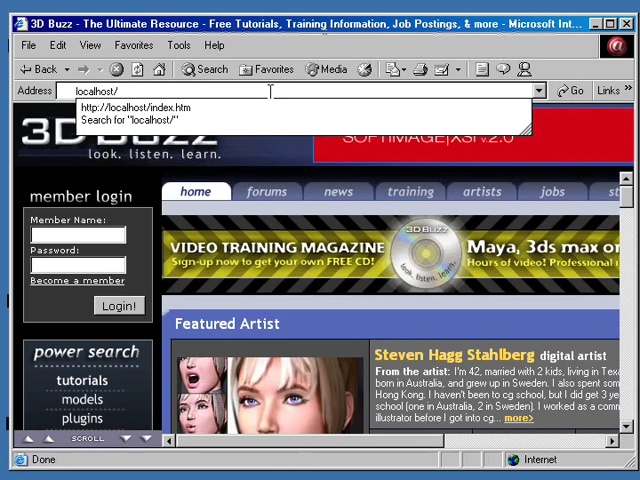 3D Buzz - The Ultimate Resource - Free Tutorials, Training Information, Job Postings, & more - Microsoft Int...
File Edit View Favorites Tools Help
Back Search Favorites Media
Address localhost/ Go Links »
http://localhost/index.htm
Search for "localhost/"
3D BUZZ
look. listen. learn.
SOFTIMAGE|XSI v.2.0
home forums news training artists jobs
member login
Member Name:
Password:
Become a member
Login!
VIDEO TRAINING MAGAZINE
Sign-up now to get your own FREE CD!
3D BUZZ
look. listen. learn.
Maya, 3ds max
Hours of video! Professional
Featured Artist
Steven Hagg Stahlberg digital artist
From the artist: I'm 42, married with 2 kids, living in
born in Australia, and grew up in Sweden. I also spent
Hong Kong. I haven't been to cg school, but I did get 3
school (one in Australia, 2 in Sweden). I worked as a
illustrator before I got into cg... more>
power search
tutorials
models
plugins
SCROLL
Done Internet